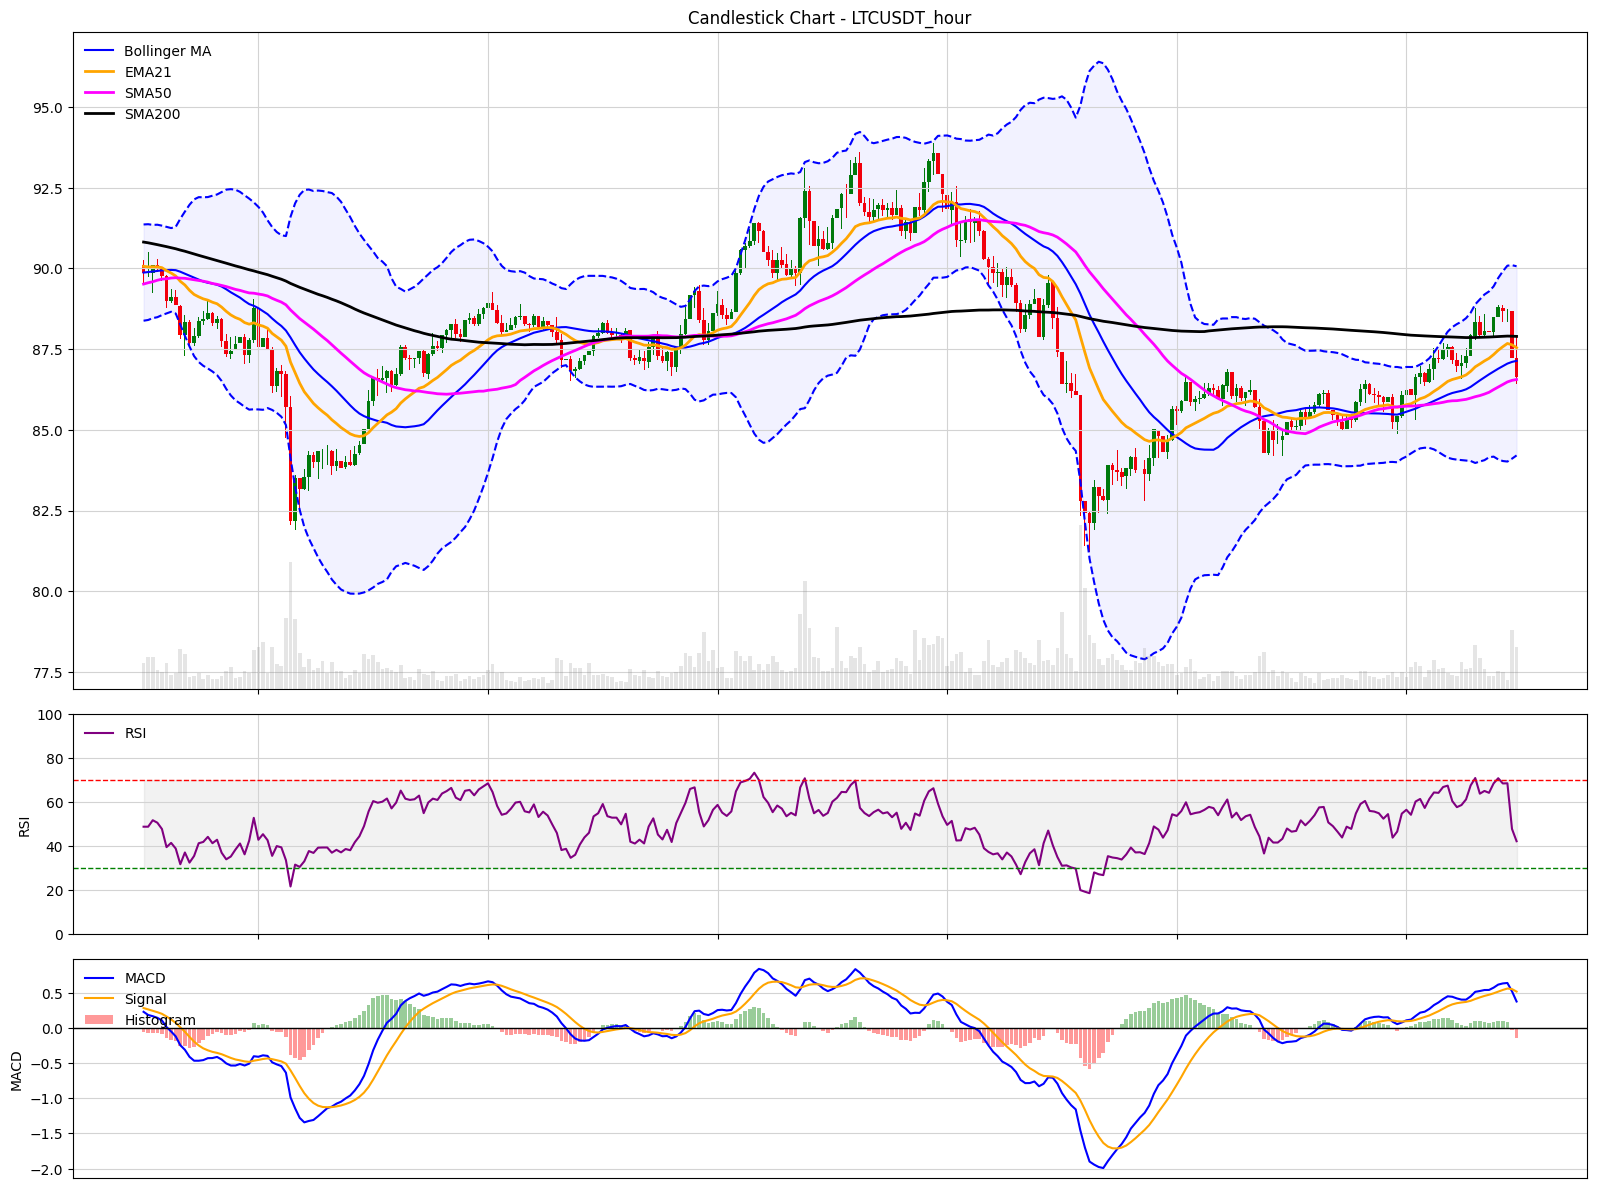 Candlestick Chart - LTCUSDT_hour
Bollinger MA
EMA21
SMA50
SMA200
95.0
92.5
90.0
87.5
85.0
82.5
80.0
77.5
RSI
100
80
60
40
20
0
RSI
MACD
Signal
Histogram
0.5
0.0
−0.5
−1.0
−1.5
−2.0
MACD